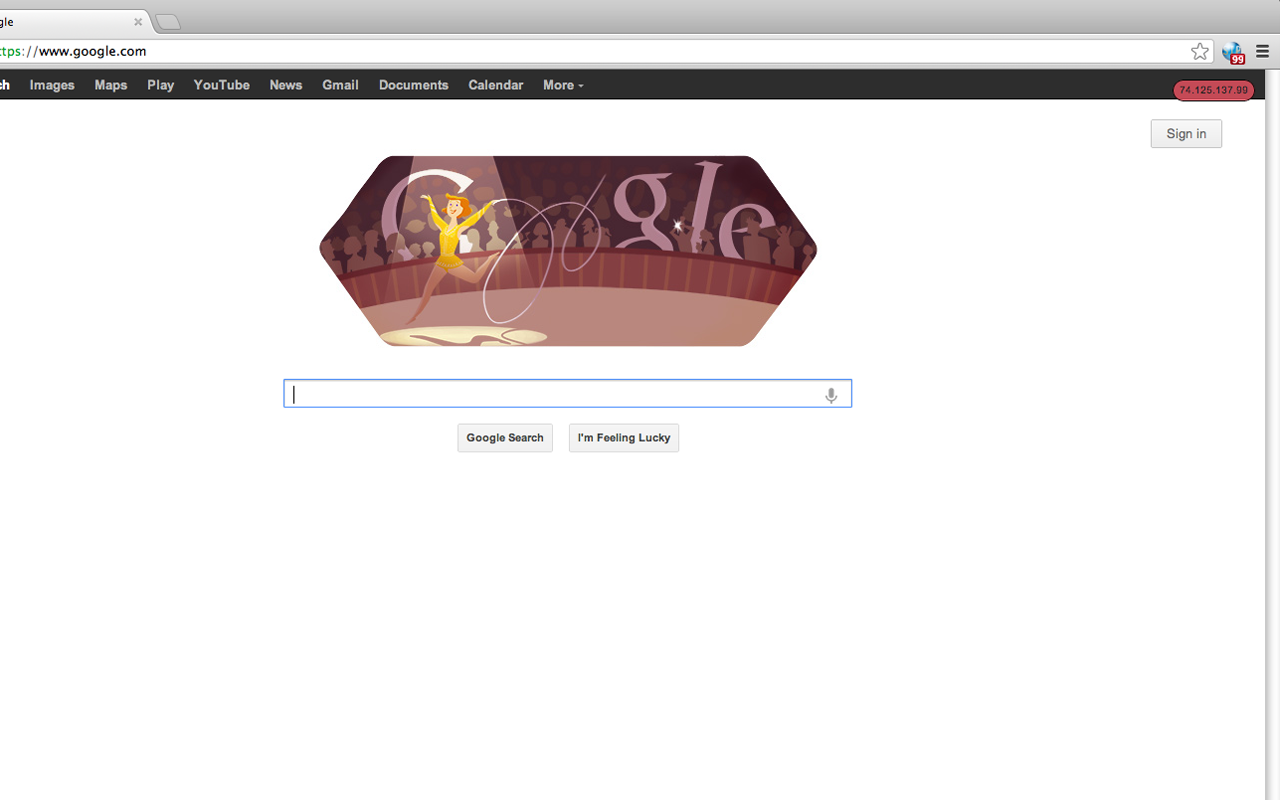 gle
ttps://www.google.com
99
ch Images Maps Play YouTube News Gmail Documents Calendar More
74.125.137.99
Sign in
Google
Google Search I'm Feeling Lucky